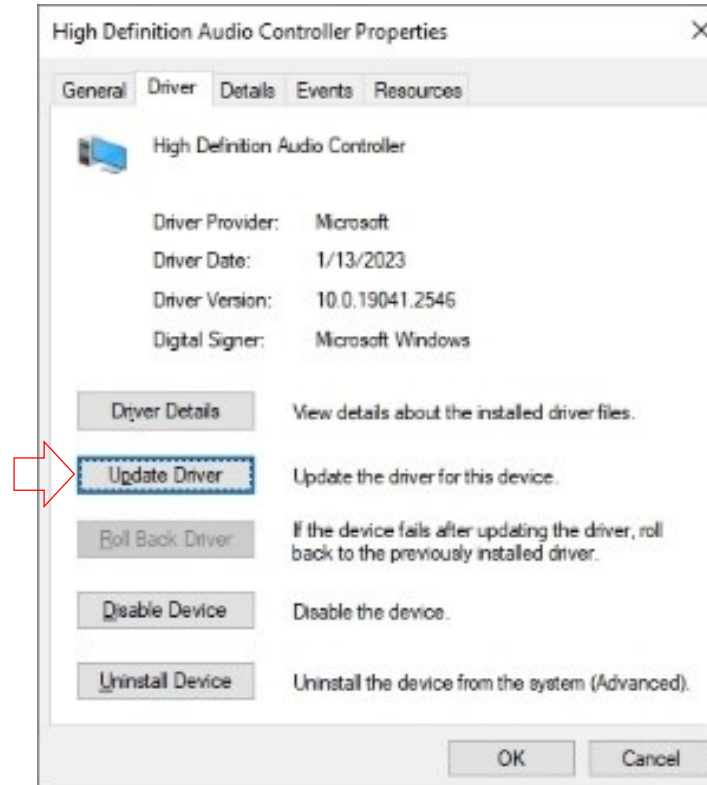 High Definition Audio Controller Properties
General Driver Details Events Resources
High Definition Audio Controller
Driver Provider: Microsoft
Driver Date: 1/13/2023
Driver Version: 10.0.19041.2546
Digital Signer: Microsoft Windows
Driver Details View details about the installed driver files.
Update Driver Update the driver for this device.
Roll Back Driver If the device fails after updating the driver, roll
back to the previously installed driver.
Disable Device Disable the device.
Uninstall Device Uninstall the device from the system (Advanced).
OK Cancel